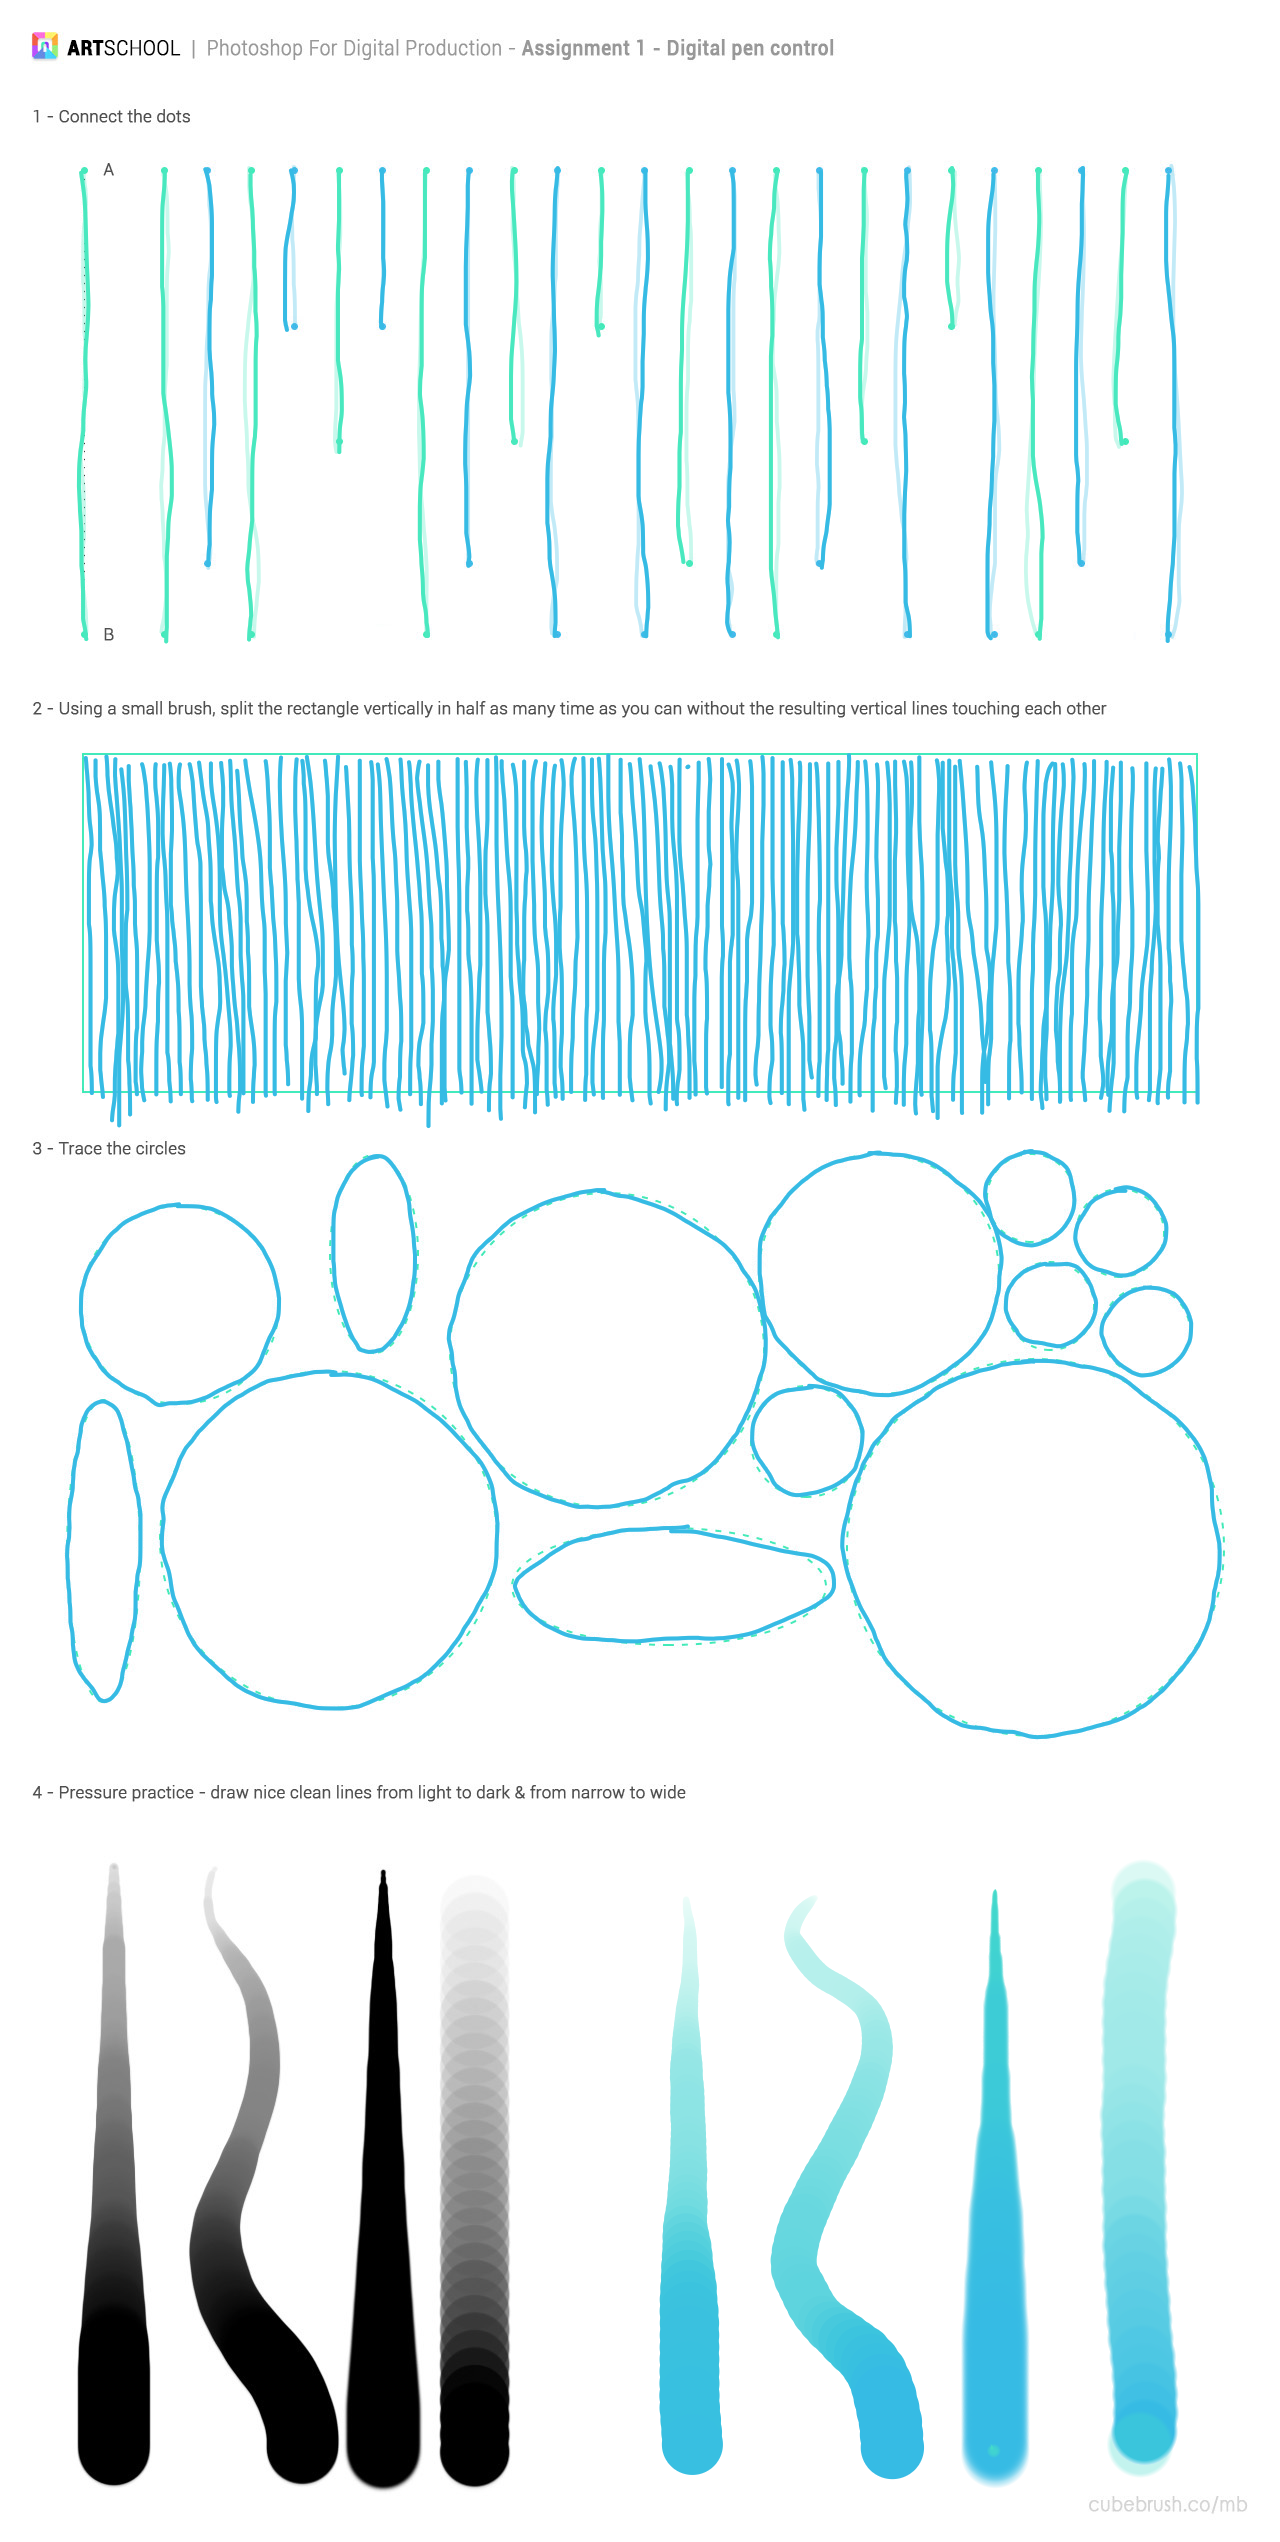 ARTSCHOOL | Photoshop For Digital Production - Assignment 1 - Digital pen control
1 - Connect the dots
A
B
2 - Using a small brush, split the rectangle vertically in half as many time as you can without the resulting vertical lines touching each other
3 - Trace the circles
4 - Pressure practice - draw nice clean lines from light to dark & from narrow to wide
cubebrush.co/mb